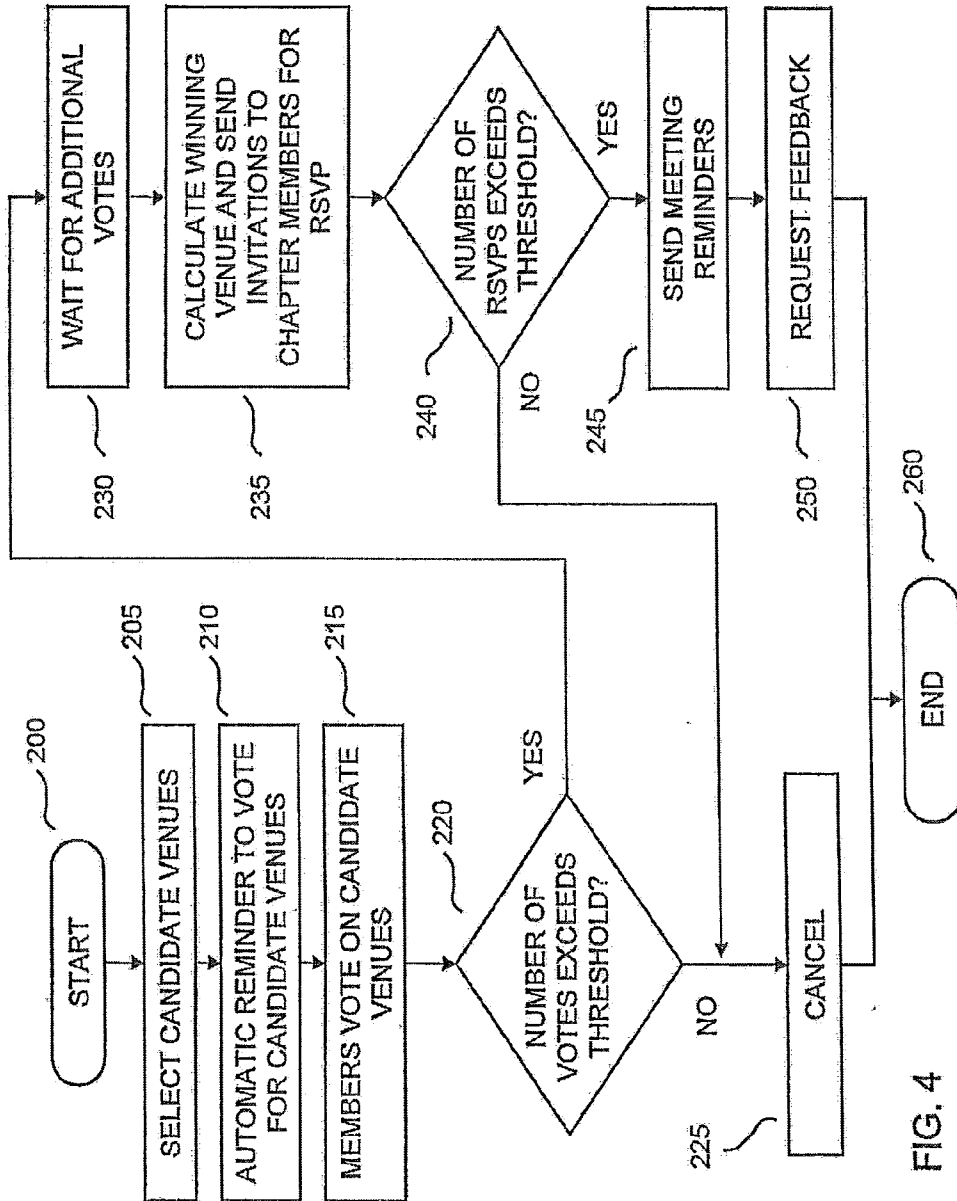 START
200
SELECT CANDIDATE VENUES
205
AUTOMATIC REMINDER TO VOTE
FOR CANDIDATE VENUES
210
MEMBERS VOTE ON CANDIDATE
VENUES
215
NUMBER OF
VOTES EXCEEDS
THRESHOLD?
220
YES
NO
CANCEL
225
WAIT FOR ADDITIONAL
VOTES
230
CALCULATE WINNING
VENUE AND SEND
INVITATIONS TO
CHAPTER MEMBERS FOR
RSVP
235
NUMBER OF
RSVPS EXCEEDS
THRESHOLD?
240
NO
YES
SEND MEETING
REMINDERS
245
REQUEST FEEDBACK
250
END
260
FIG. 4